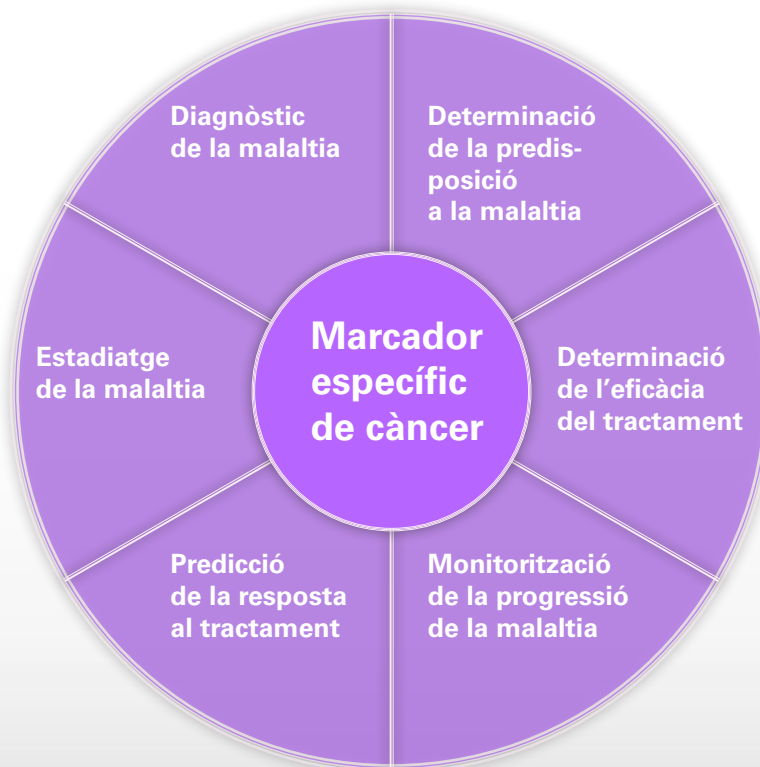 Diagnòstic
de la malaltia
Determinació
de la predis-
posició
a la malaltia
Estadiatge
de la malaltia
Marcador
específic
de càncer
Determinació
de l’eficàcia
del tractament
Predicció
de la resposta
al tractament
Monitorització
de la progressió
de la malaltia